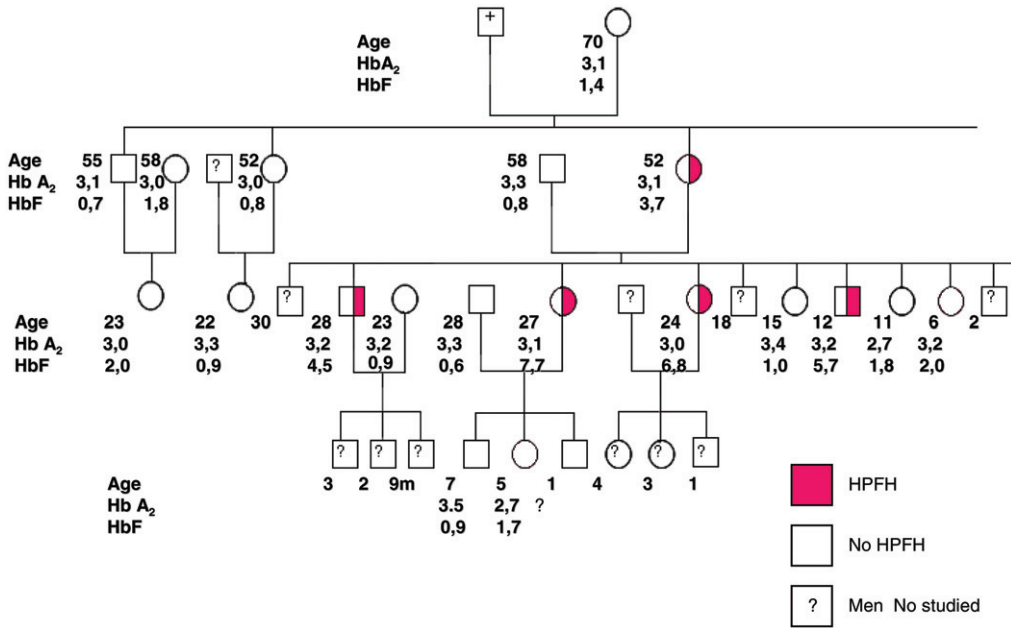 +
Age 70
HbA2 3,1
HbF 1,4
Age 55 58 ? 52 58 52
Hb A2 3,1 3,0 3,0 3,3 3,1
HbF 0,7 1,8 0,8 0,8 3,7
? ? ? ?
Age 23 22 30 28 23 28 27 24 18 15 12 11 6 2
Hb A2 3,0 3,3 3,2 3,2 3,3 3,1 3,0 3,4 3,2 2,7 3,2
HbF 2,0 0,9 4,5 0,9 0,6 7,7 6,8 1,0 5,7 1,8 2,0
? ? ? ? ? ?
Age 3 2 9m 7 5 1 4 3 1
Hb A2 3.5 2,7 ?
HbF 0,9 1,7
HPFH
No HPFH
? Men No studied